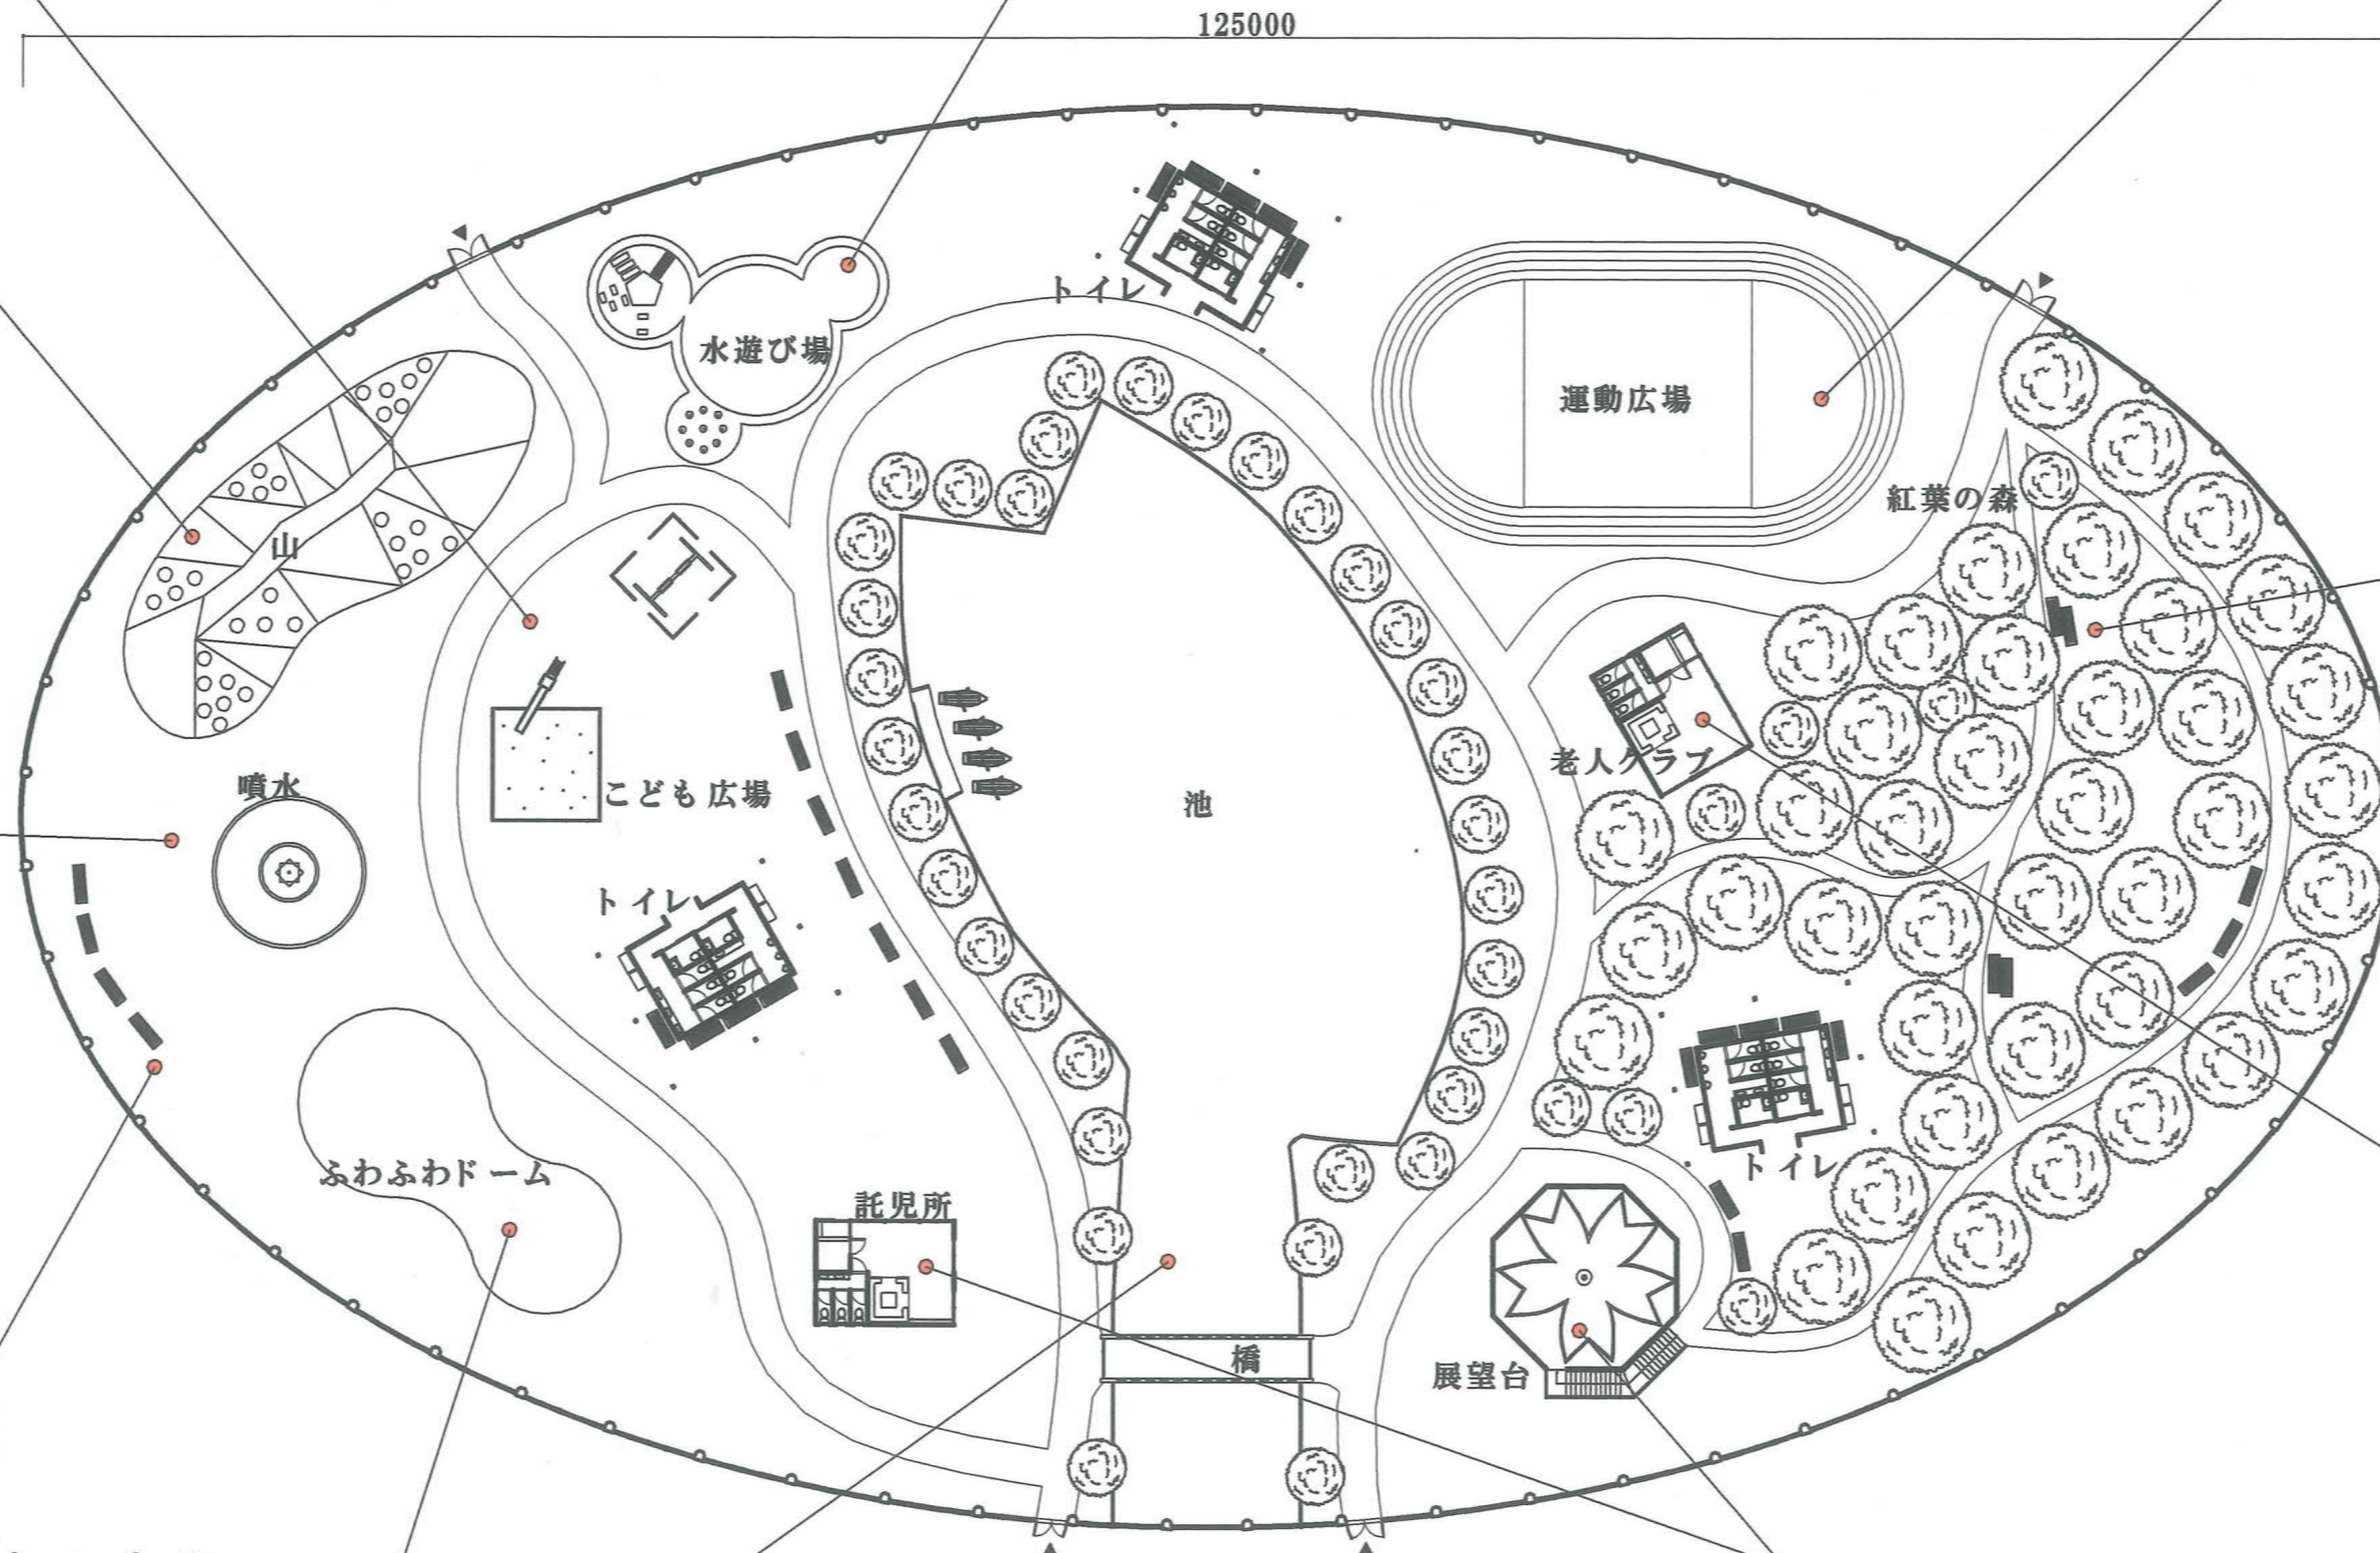 125000
トイレ
水遊び場
運動広場
紅葉の森
山
老人クラブ
噴水
こども広場
池
トイレ
ふわふわドーム
トイレ
託児所
橋
展望台